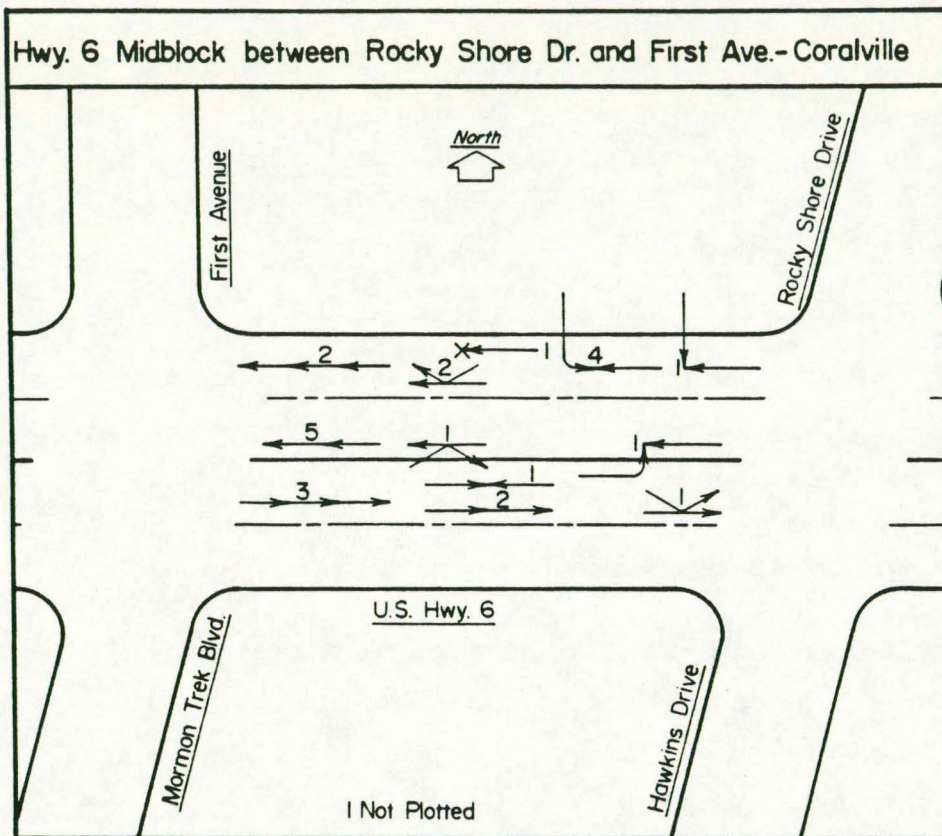 Hwy. 6 Midblock between Rocky Shore Dr. and First Ave.-Coralville
North
First Avenue
Rocky Shore Drive
2
2
1
4
1
5
1
1
1
3
2
1
U.S. Hwy. 6
Mormon Trek Blvd.
Hawkins Drive
1 Not Plotted